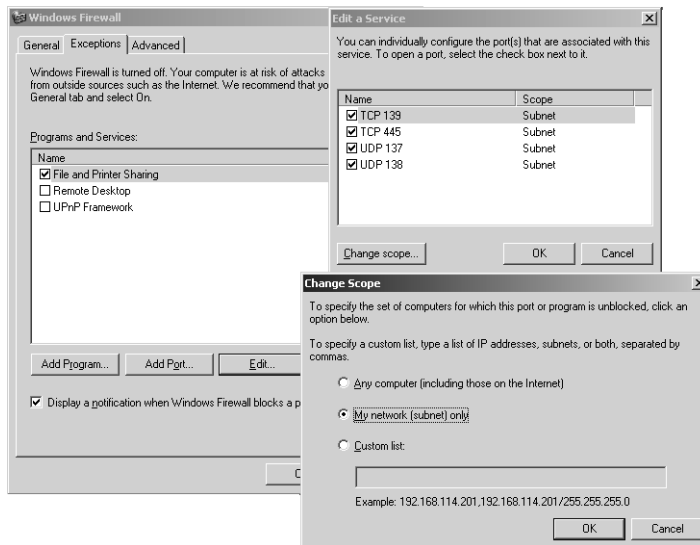 Windows Firewall
General
Exceptions
Advanced
Windows Firewall is turned off. Your computer is at risk of attacks
from outside sources such as the Internet. We recommend that yo
General tab and select On.
Programs and Services:
Name
File and Printer Sharing
Remote Desktop
UPnP Framework
Add Program...
Add Port...
Edit...
Display a notification when Windows Firewall blocks a p
Edit a Service
You can individually configure the port(s) that are associated with this
service. To open a port, select the check box next to it.
Name Scope
TCP 139 Subnet
TCP 445 Subnet
UDP 137 Subnet
UDP 138 Subnet
Change scope...
OK
Cancel
Change Scope
To specify the set of computers for which this port or program is unblocked, click an
option below.
To specify a custom list, type a list of IP addresses, subnets, or both, separated by
commas.
Any computer (including those on the Internet)
My network (subnet) only
Custom list:
Example: 192.168.114.201,192.168.114.201/255.255.255.0
OK
Cancel